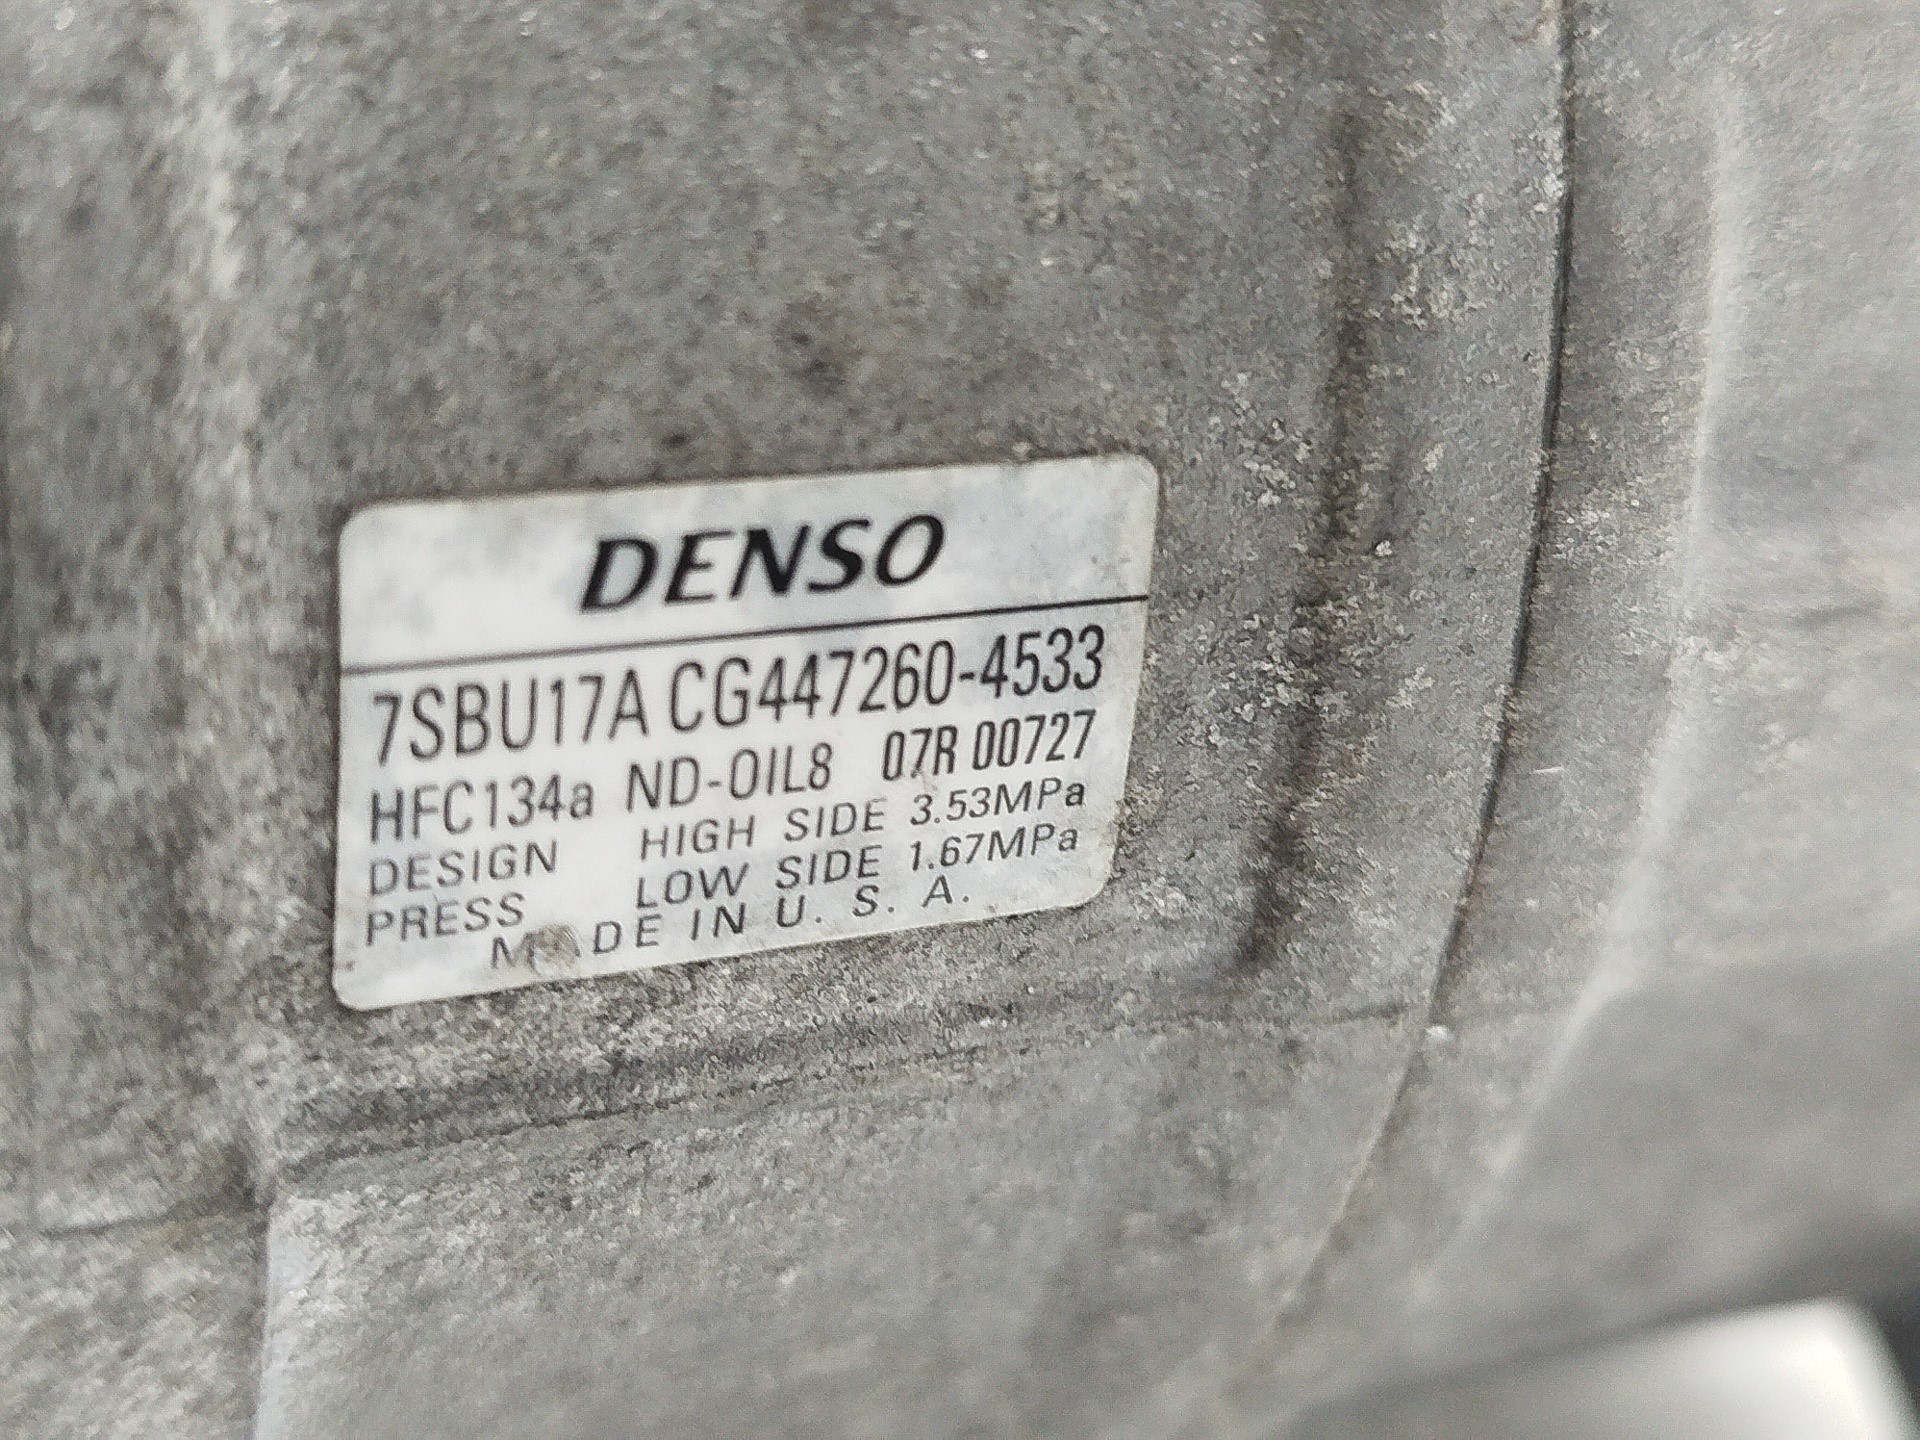 DENSO
7SBU17A CG447260-4533
HFC134a ND-OIL8 07R 00727
DESIGN HIGH SIDE 3.53MPa
PRESS LOW SIDE 1.67MPa
MADE IN U. S. A.